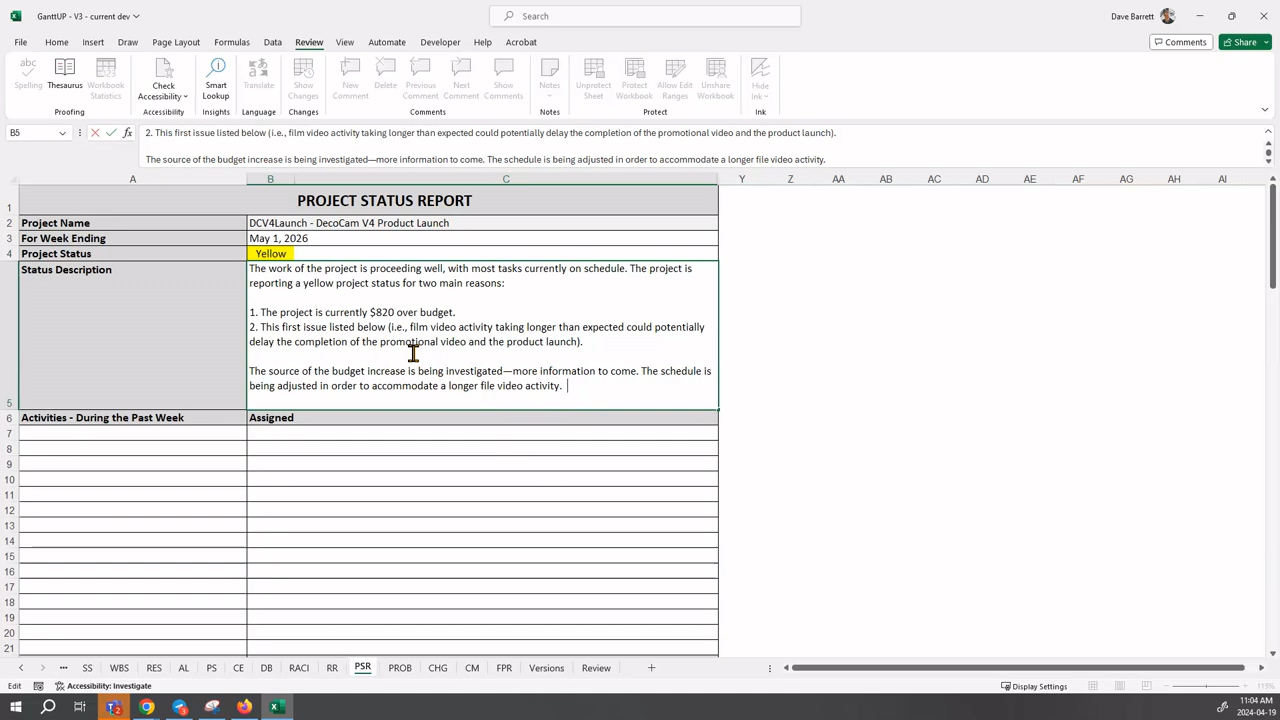 GanttUP - V3 - current dev
Search
Dave Barrett
File Home Insert Draw Page Layout Formulas Data Review View Automate Developer Help Acrobat
Comments Share
abc
Spelling Thesaurus Workbook Statistics Check Accessibility Smart Lookup Translate Show Changes New Comment Delete Previous Comment Next Comment Show Comments Notes Unprotect Sheet Protect Workbook Allow Edit Ranges Unshare Workbook Hide Ink
Proofing Accessibility Insights Language Changes Comments Notes Protect Ink
B5 fx 2. This first issue listed below (i.e., film video activity taking longer than expected could potentially delay the completion of the promotional video and the product launch).
The source of the budget increase is being investigated—more information to come. The schedule is being adjusted in order to accommodate a longer file video activity.
A B C Y Z AA AB AC AD AE AF AG AH AI
1 PROJECT STATUS REPORT
2 Project Name DCV4Launch - DecoCam V4 Product Launch
3 For Week Ending May 1, 2026
4 Project Status Yellow
5 Status Description The work of the project is proceeding well, with most tasks currently on schedule. The project is
reporting a yellow project status for two main reasons:
1. The project is currently $820 over budget.
2. This first issue listed below (i.e., film video activity taking longer than expected could potentially
delay the completion of the promotional video and the product launch).
The source of the budget increase is being investigated—more information to come. The schedule is
being adjusted in order to accommodate a longer file video activity.
6 Activities - During the Past Week Assigned
7
8
9
10
11
12
13
14
15
16
17
18
19
20
21
SS WBS RES AL PS CE DB RACI RR PSR PROB CHG CM FPR Versions Review
Edit Accessibility: Investigate Display Settings 115%
11:04 AM
2024-04-19